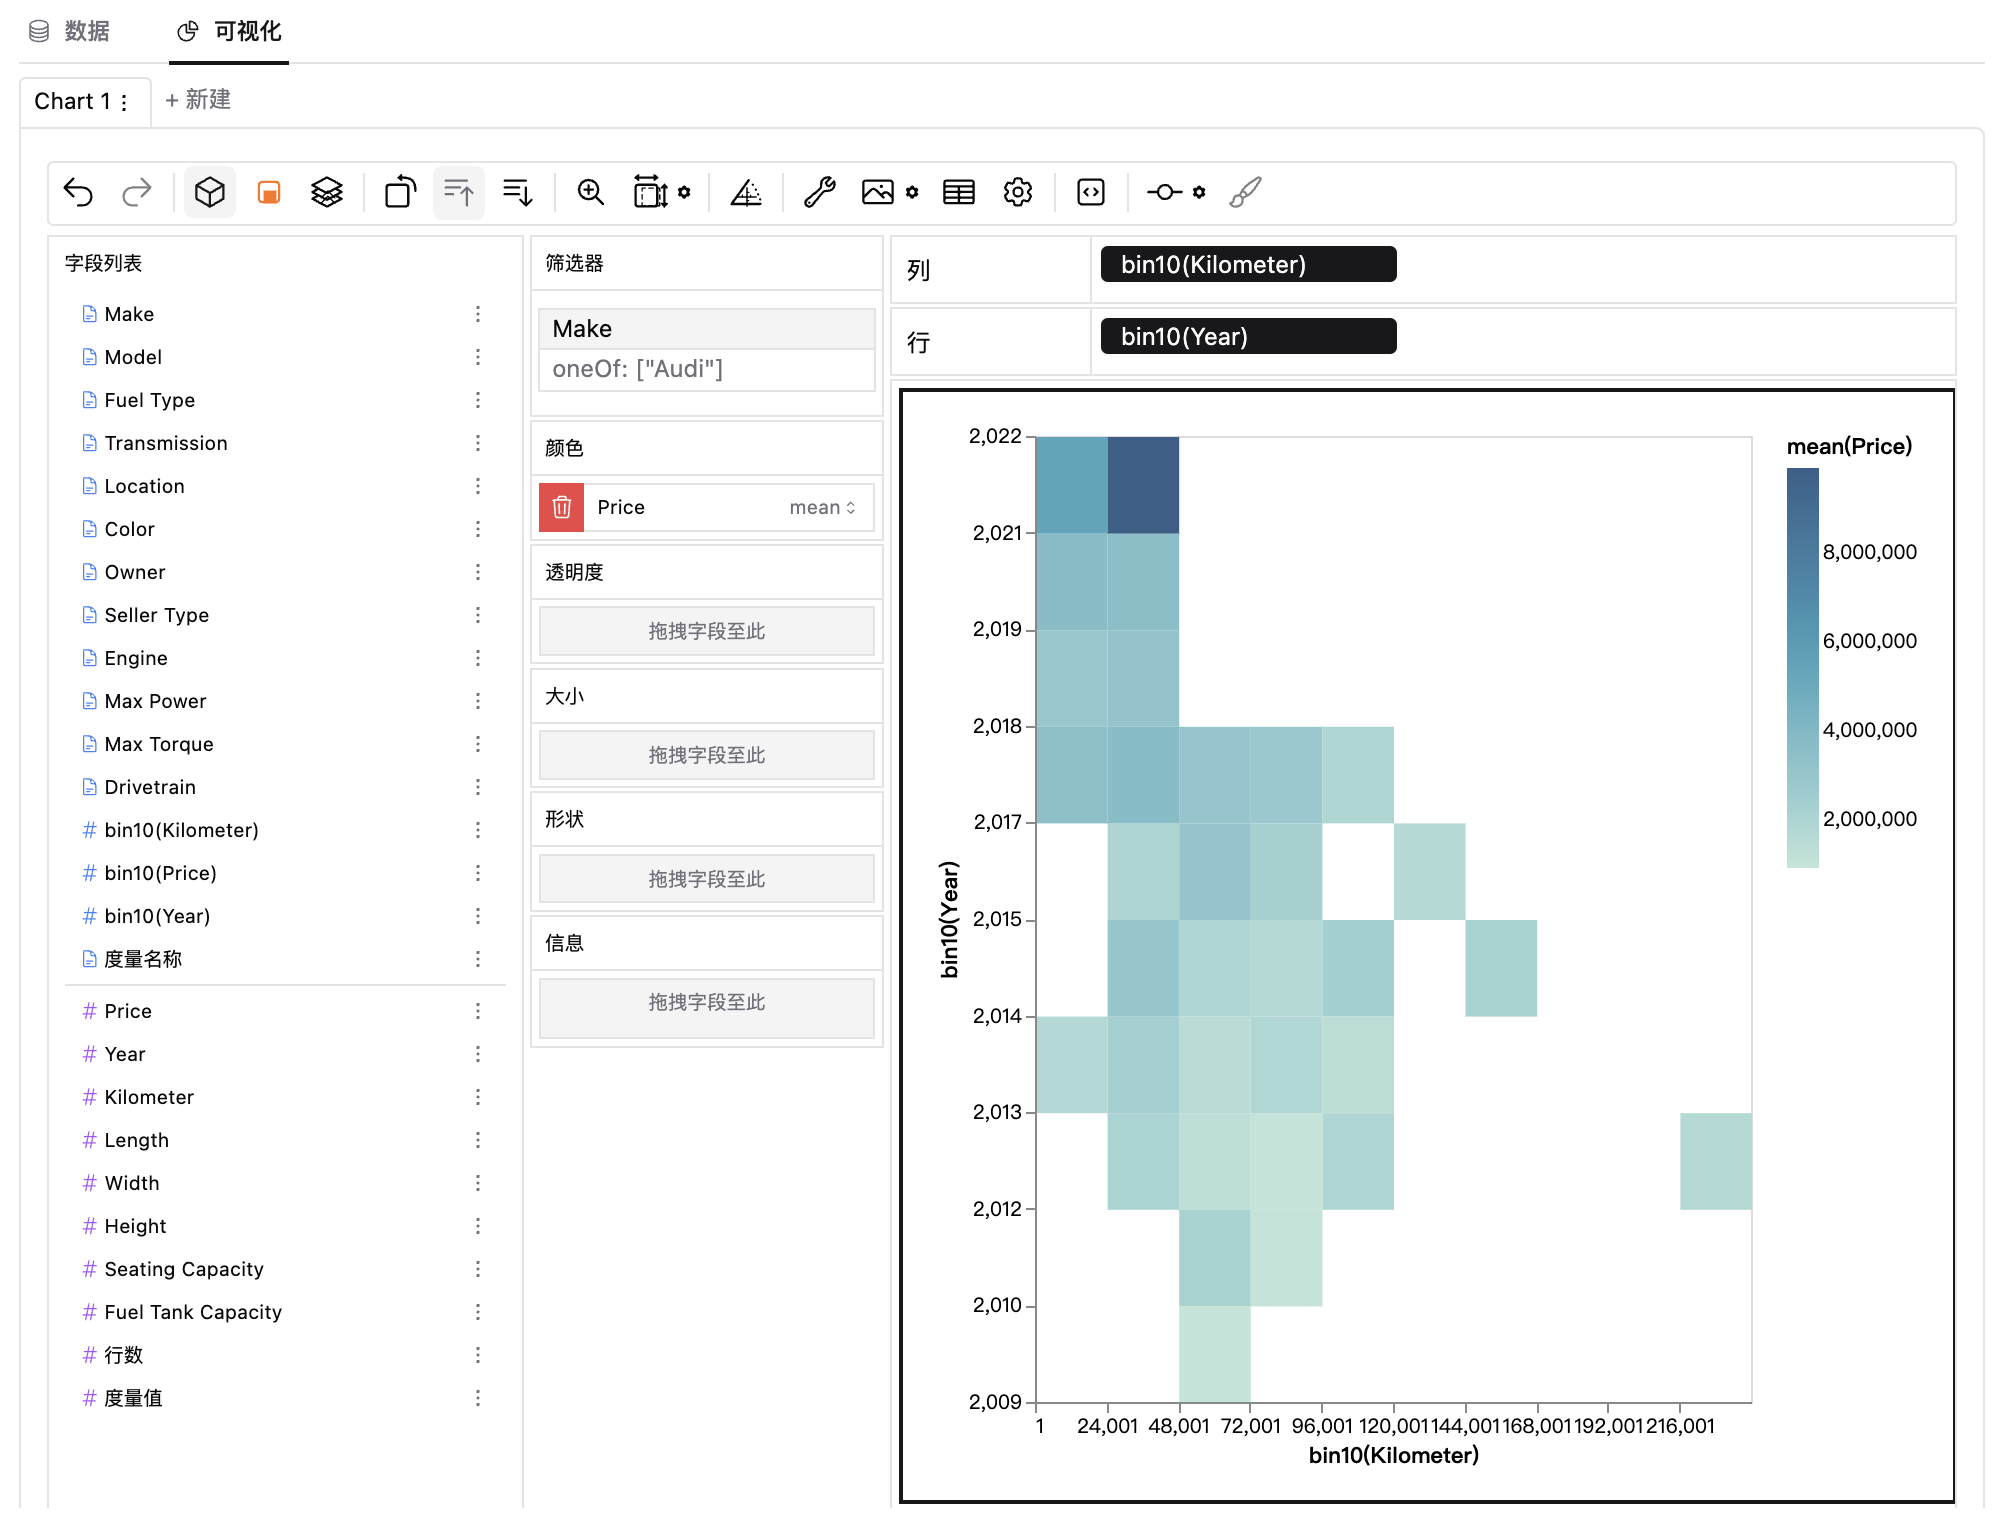 数据
可视化
Chart 1
+ 新建
字段列表
Make
Model
Fuel Type
Transmission
Location
Color
Owner
Seller Type
Engine
Max Power
Max Torque
Drivetrain
# bin10(Kilometer)
# bin10(Price)
# bin10(Year)
度量名称
# Price
# Year
# Kilometer
# Length
# Width
# Height
# Seating Capacity
# Fuel Tank Capacity
# 行数
# 度量值
筛选器
Make
oneOf: ["Audi"]
颜色
Price mean
透明度
拖拽字段至此
大小
拖拽字段至此
形状
拖拽字段至此
信息
拖拽字段至此
列 bin10(Kilometer)
行 bin10(Year)
bin10(Year)
2,022
2,021
2,019
2,018
2,017
2,015
2,014
2,013
2,012
2,010
2,009
1 24,001 48,001 72,001 96,001 120,001 144,001 168,001 192,001 216,001
bin10(Kilometer)
mean(Price)
8,000,000
6,000,000
4,000,000
2,000,000